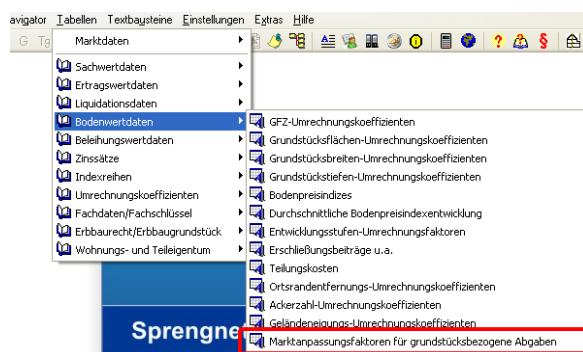 avigator Tabellen Textbausteine Einstellungen Extras Hilfe
G Tg
Marktdaten
Sachwertdaten
Ertragswertdaten
Liquidationsdaten
Bodenwertdaten
Beleihungswertdaten
Zinssätze
Indexreihen
Umrechnungskoeffizienten
Fachdaten/Fachschlüssel
Erbbaurecht/Erbbaugrundstück
Wohnungs- und Teileigentum
GFZ-Umrechnungskoeffizienten
Grundstücksflächen-Umrechnungskoeffizienten
Grundstücksbreiten-Umrechnungskoeffizienten
Grundstückstiefen-Umrechnungskoeffizienten
Bodenpreisindizes
Durchschnittliche Bodenpreisindexentwicklung
Entwicklungsstufen-Umrechnungsfaktoren
Erschließungsbeiträge u.a.
Teilungskosten
Ortsrandentfernungs-Umrechnungskoeffizienten
Ackerzahl-Umrechnungskoeffizienten
Geländeneigungs-Umrechnungskoeffizienten
Marktanpassungsfaktoren für grundstücksbezogene Abgaben
Sprengne